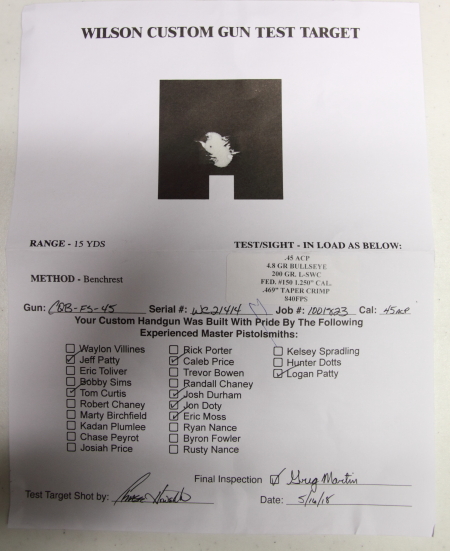 WILSON CUSTOM GUN TEST TARGET
RANGE - 15 YDS
TEST/SIGHT - IN LOAD AS BELOW:
.45 ACP
4.8 GR BULLSEYE
200 GR. L-SWC
FED. #150 1.250" CAL.
.469" TAPER CRIMP
840FPS
METHOD - Benchrest
Gun: CQB-FS-45 Serial #: WC21414 Job #: Cal: 45ACP
Your Custom Handgun Was Built With Pride By The Following
Experienced Master Pistolsmiths:
Waylon Villines
Jeff Patty
Eric Toliver
Bobby Sims
Tom Curtis
Robert Chaney
Marty Birchfield
Kadan Plumlee
Chase Peyrot
Josiah Price
Rick Porter
Caleb Price
Trevor Bowen
Randall Chaney
Josh Durham
Jon Doty
Eric Moss
Ryan Nance
Byron Fowler
Rusty Nance
Kelsey Spradling
Hunter Dotts
Logan Patty
Final Inspection Greg Martin
Test Target Shot by:
Date: 5/16/18